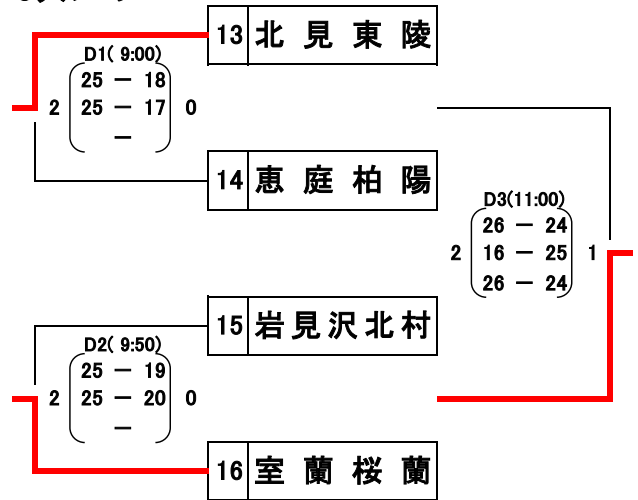 13 北見東陵
D1( 9:00)
25 － 18
2 25 － 17 0
－
14 恵庭柏陽
D3(11:00)
26 － 24
2 16 － 25 1
26 － 24
15 岩見沢北村
D2( 9:50)
25 － 19
2 25 － 20 0
－
16 室蘭桜蘭